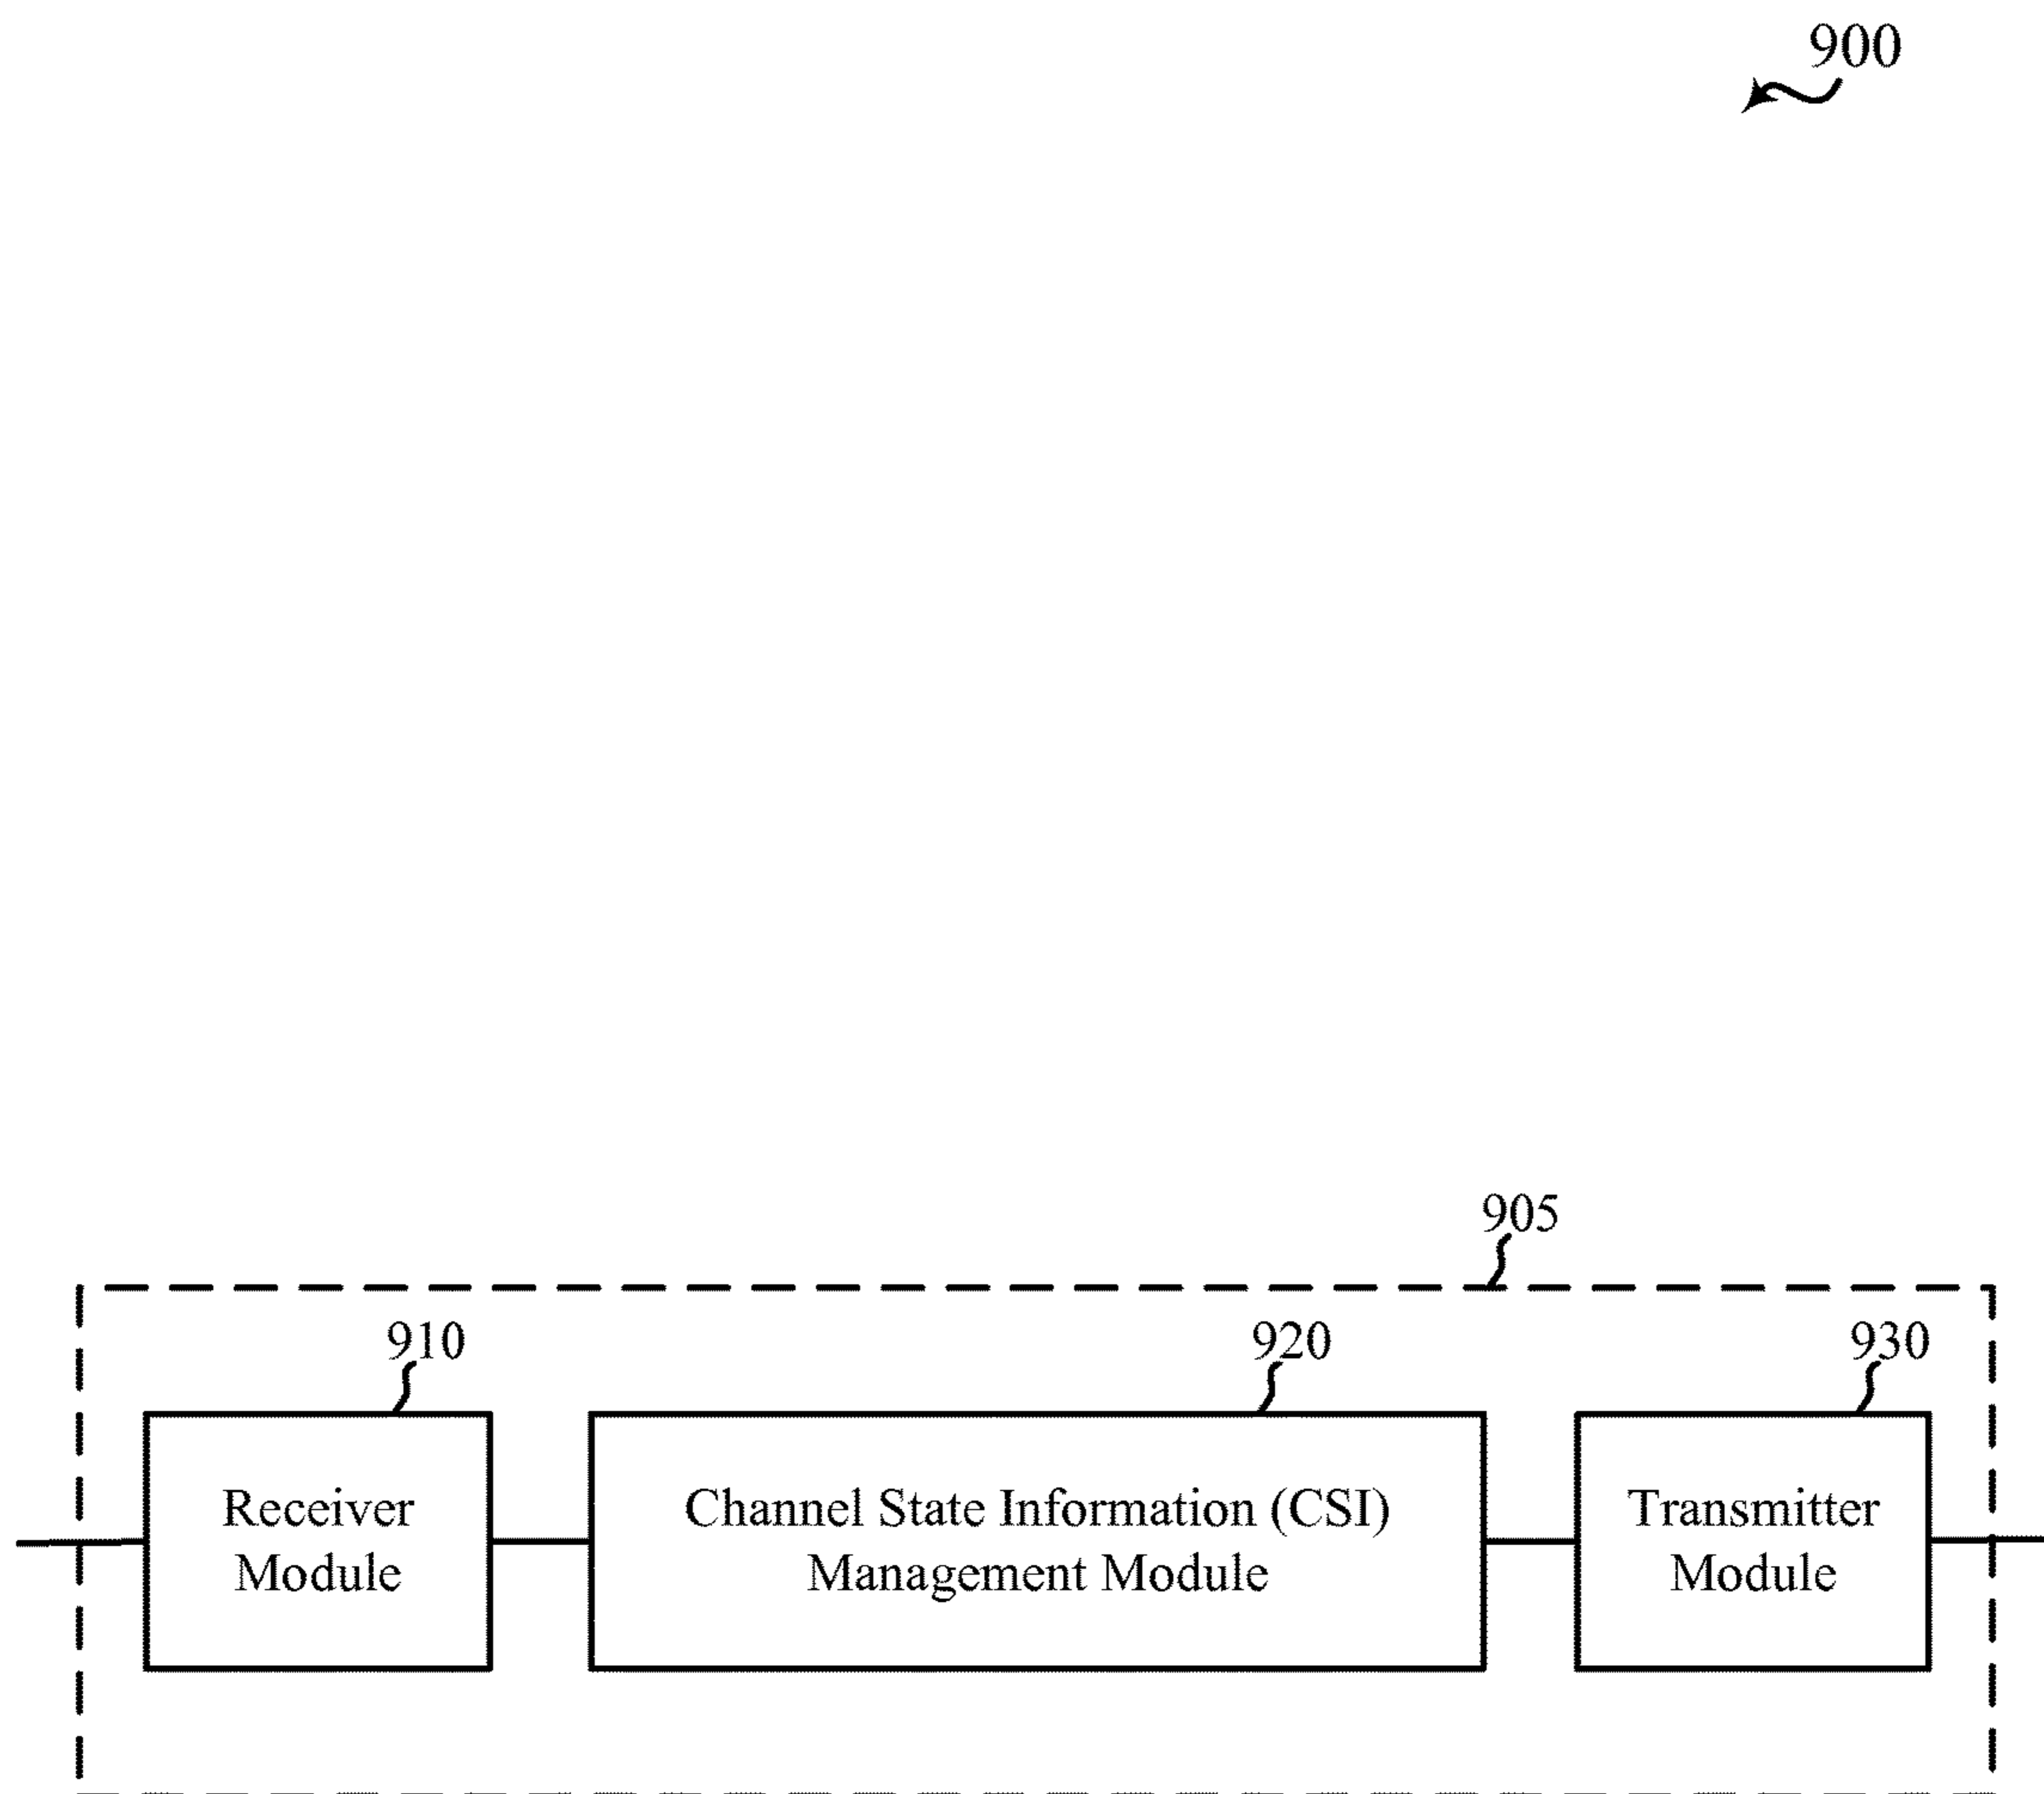 900
905
910
920
930
Receiver
Module
Channel State Information (CSI)
Management Module
Transmitter
Module